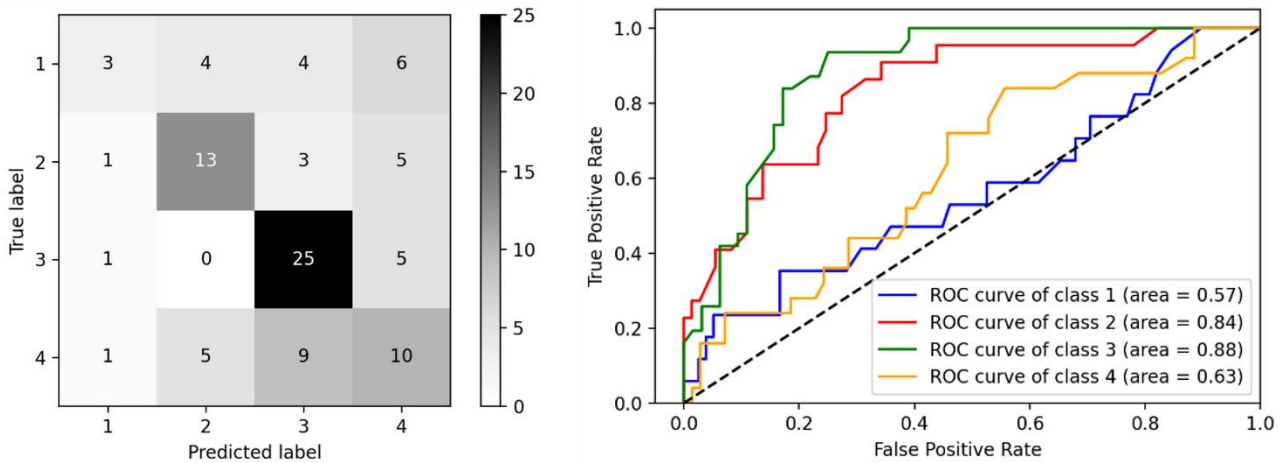 25
1 3 4 4 6
20
2 1 13 3 5
15
3 1 0 25 5
10
5
4 1 5 9 10
0
1 2 3 4
Predicted label
True label
1.0
0.8
0.6
0.4
0.2
0.0
True Positive Rate
ROC curve of class 1 (area = 0.57)
ROC curve of class 2 (area = 0.84)
ROC curve of class 3 (area = 0.88)
ROC curve of class 4 (area = 0.63)
0.0 0.2 0.4 0.6 0.8 1.0
False Positive Rate